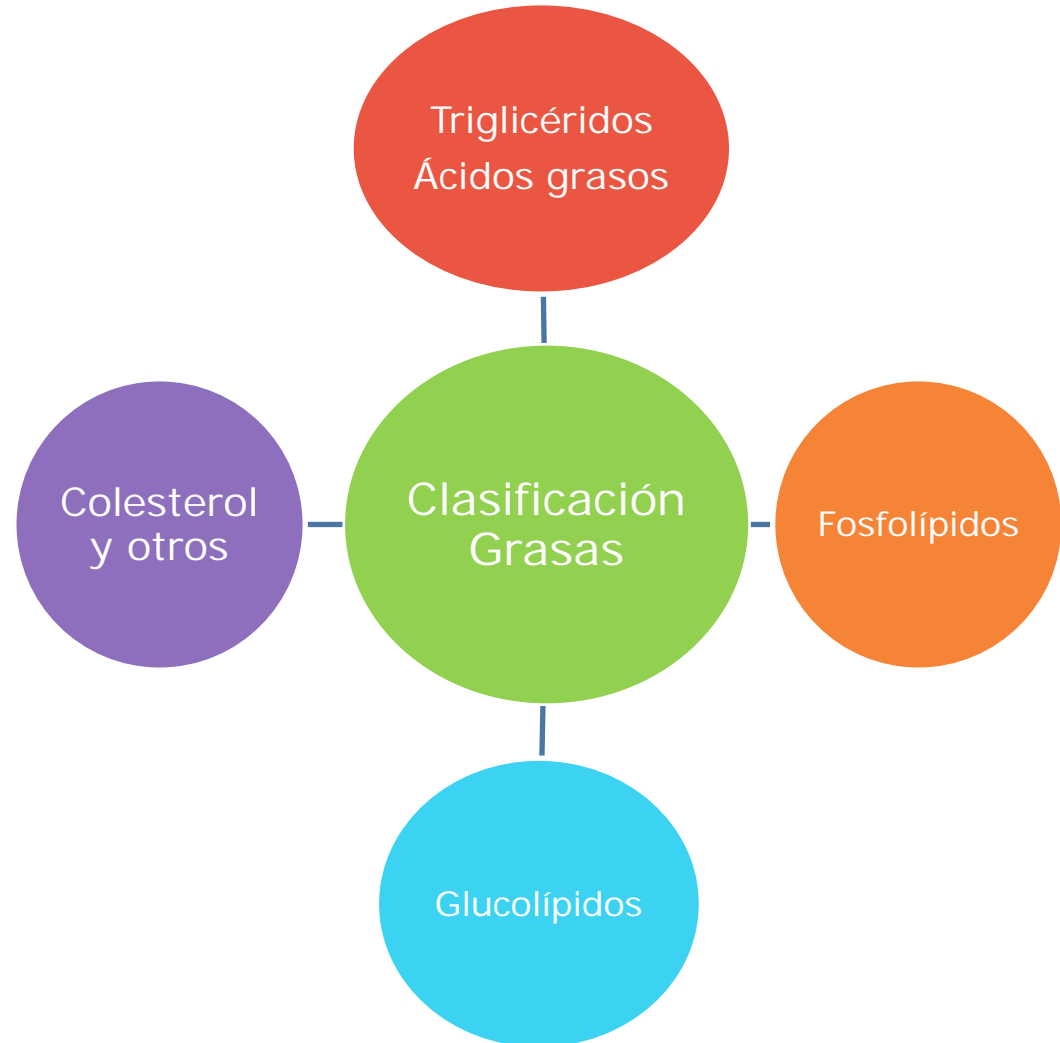 Triglicéridos
Ácidos grasos
Colesterol
y otros
Clasificación
Grasas
Fosfolípidos
Glucolípidos